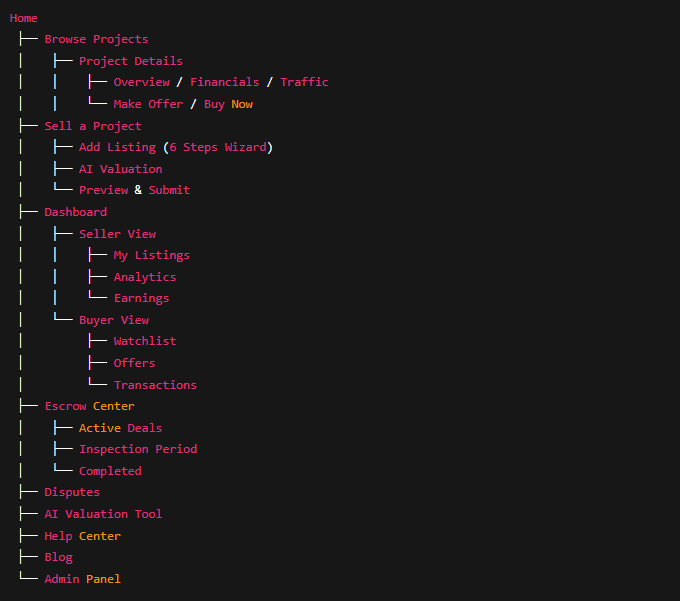 Home
├── Browse Projects
│    ├── Project Details
│    │    ├── Overview / Financials / Traffic
│    │    └── Make Offer / Buy Now
├── Sell a Project
│    ├── Add Listing (6 Steps Wizard)
│    ├── AI Valuation
│    └── Preview & Submit
├── Dashboard
│    ├── Seller View
│    │    ├── My Listings
│    │    ├── Analytics
│    │    └── Earnings
│    └── Buyer View
│         ├── Watchlist
│         ├── Offers
│         └── Transactions
├── Escrow Center
│    ├── Active Deals
│    ├── Inspection Period
│    └── Completed
├── Disputes
├── AI Valuation Tool
├── Help Center
├── Blog
└── Admin Panel